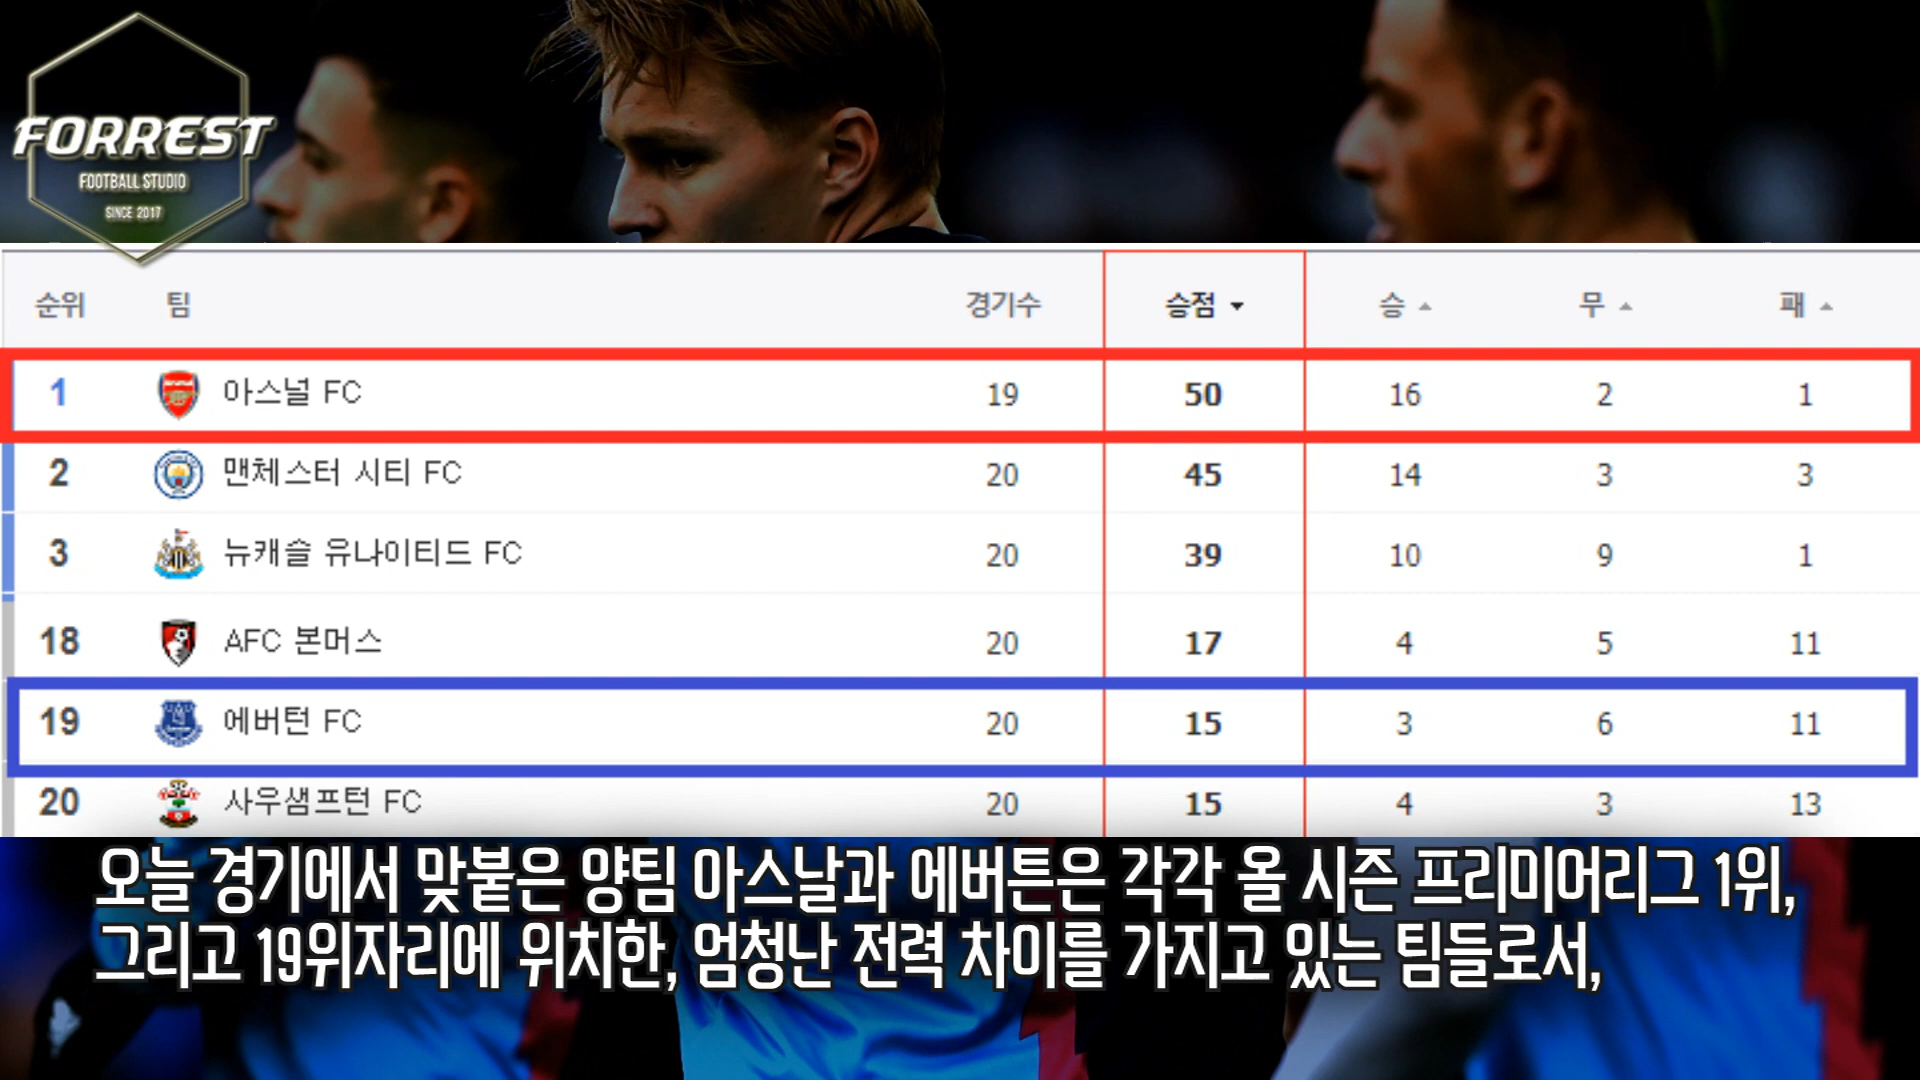 FORREST
FOOTBALL STUDIO
SINCE 2017
순위 팀 경기수 승점 승 무 패
1 아스널 FC 19 50 16 2 1
2 맨체스터 시티 FC 20 45 14 3 3
3 뉴캐슬 유나이티드 FC 20 39 10 9 1
18 AFC 본머스 20 17 4 5 11
19 에버턴 FC 20 15 3 6 11
20 사우샘프턴 FC 20 15 4 3 13
오늘 경기에서 맞붙은 양팀 아스날과 에버튼은 각각 올 시즌 프리미어리그 1위,
그리고 19위자리에 위치한, 엄청난 전력 차이를 가지고 있는 팀들로서,